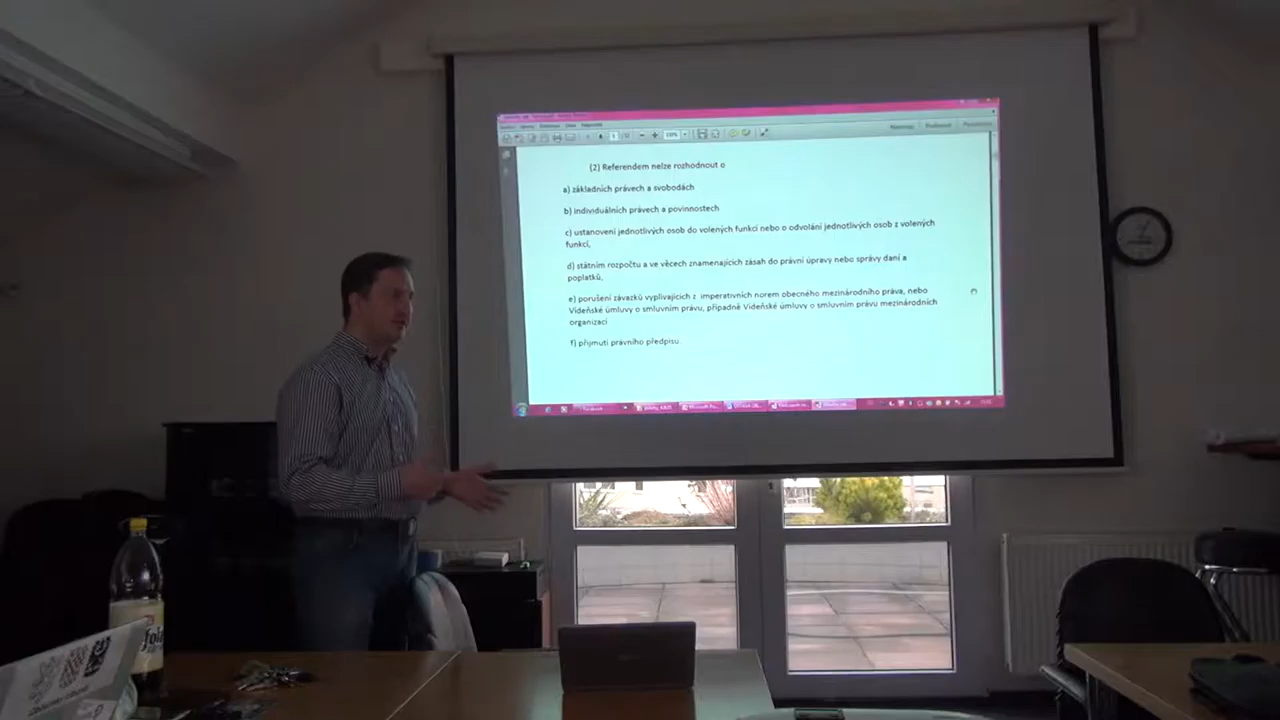 (2) Referendem nelze rozhodnout o
a) základních právech a svobodách
b) individuálních právech a povinnostech
c) ustanovení jednotlivých osob do volených funkcí nebo o odvolání jednotlivých osob z volených
funkcí,
d) státním rozpočtu a ve věcech znamenajících zásah do právní úpravy nebo správy daní a
poplatků,
e) porušení závazků vyplívajících z imperativních norem obecného mezinárodního práva, nebo
Vídeňské úmluvy o smluvním právu, případně Vídeňské úmluvy o smluvním právu mezinárodních
organizací
f) přijmutí právního předpisu.